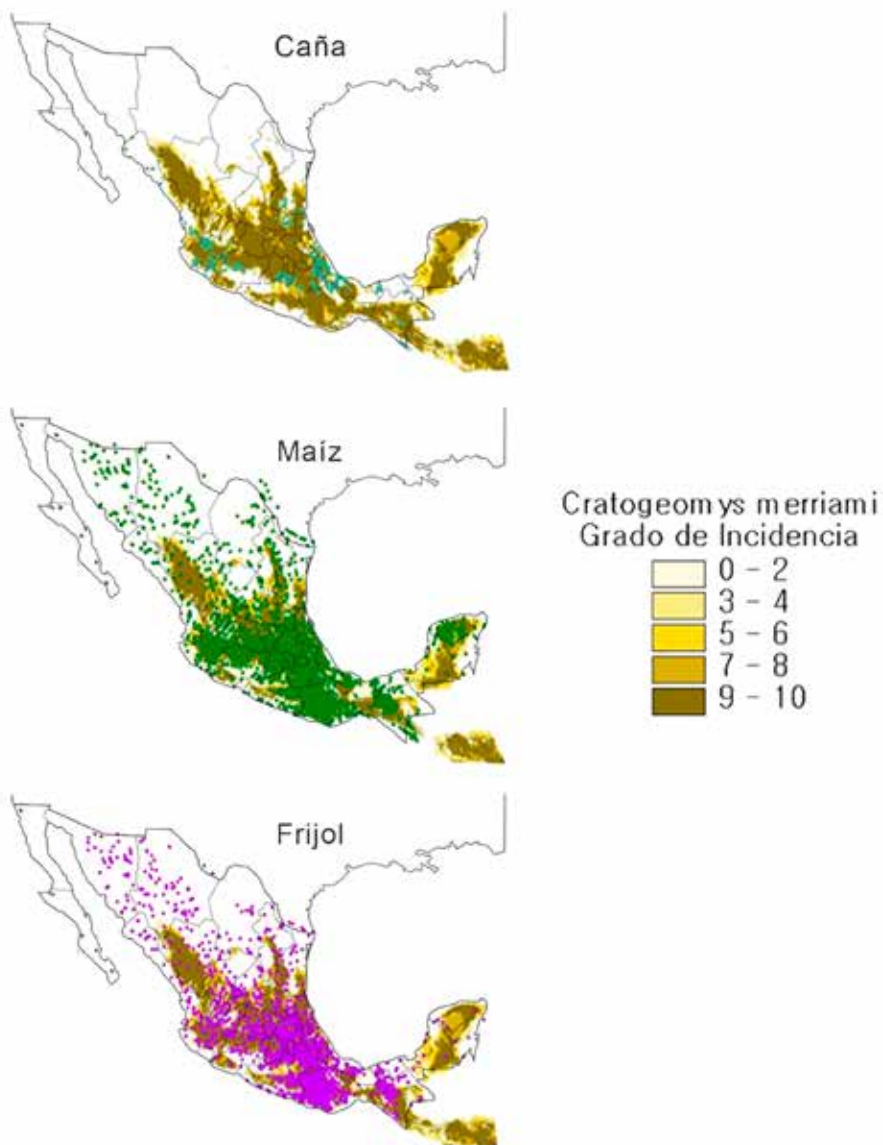 Caña
Maíz
Cratogeomys merriami
Grado de Incidencia
0 - 2
3 - 4
5 - 6
7 - 8
9 - 10
Frijol